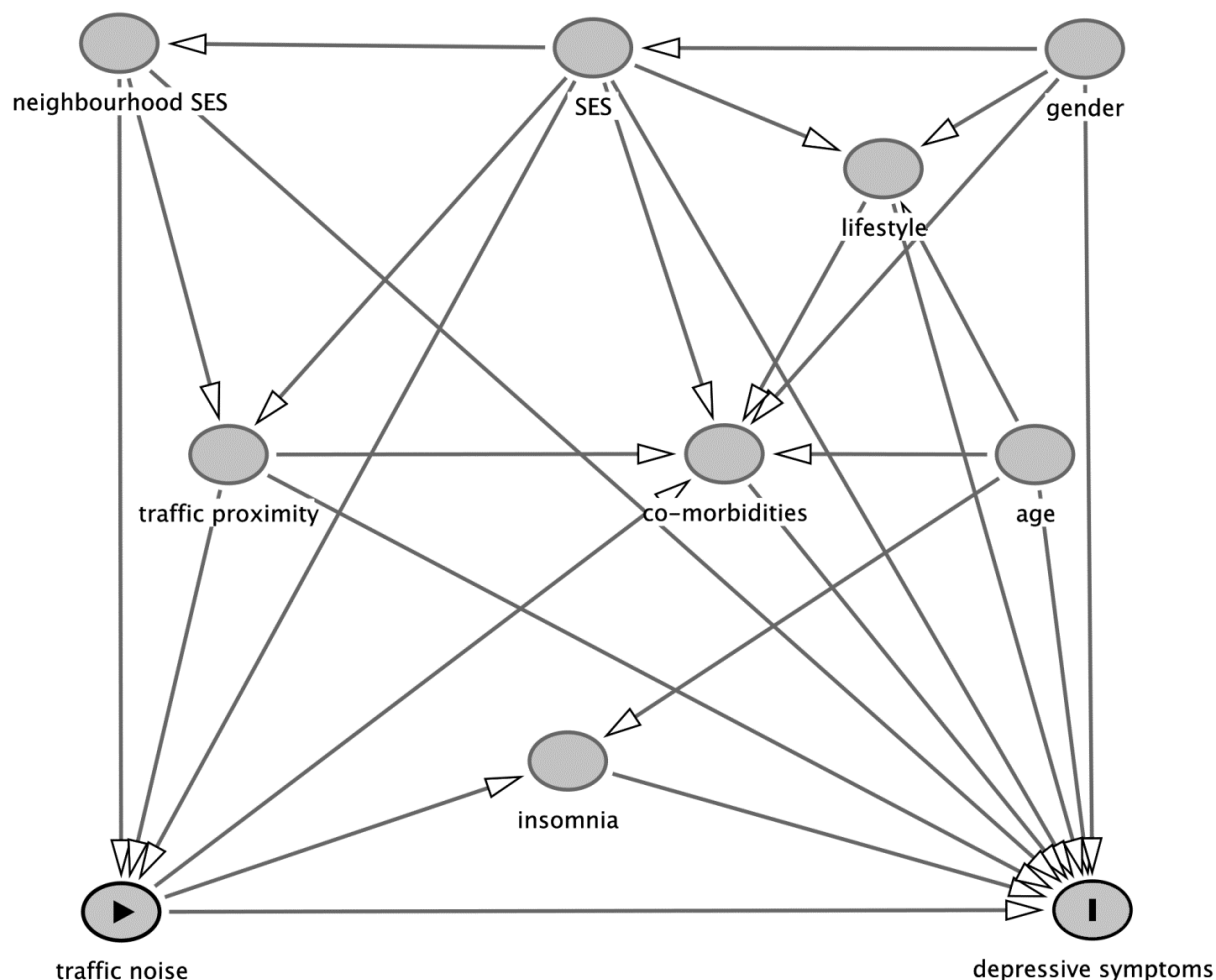 neighbourhood SES
SES
gender
lifestyle
traffic proximity
co-morbidities
age
insomnia
traffic noise
depressive symptoms